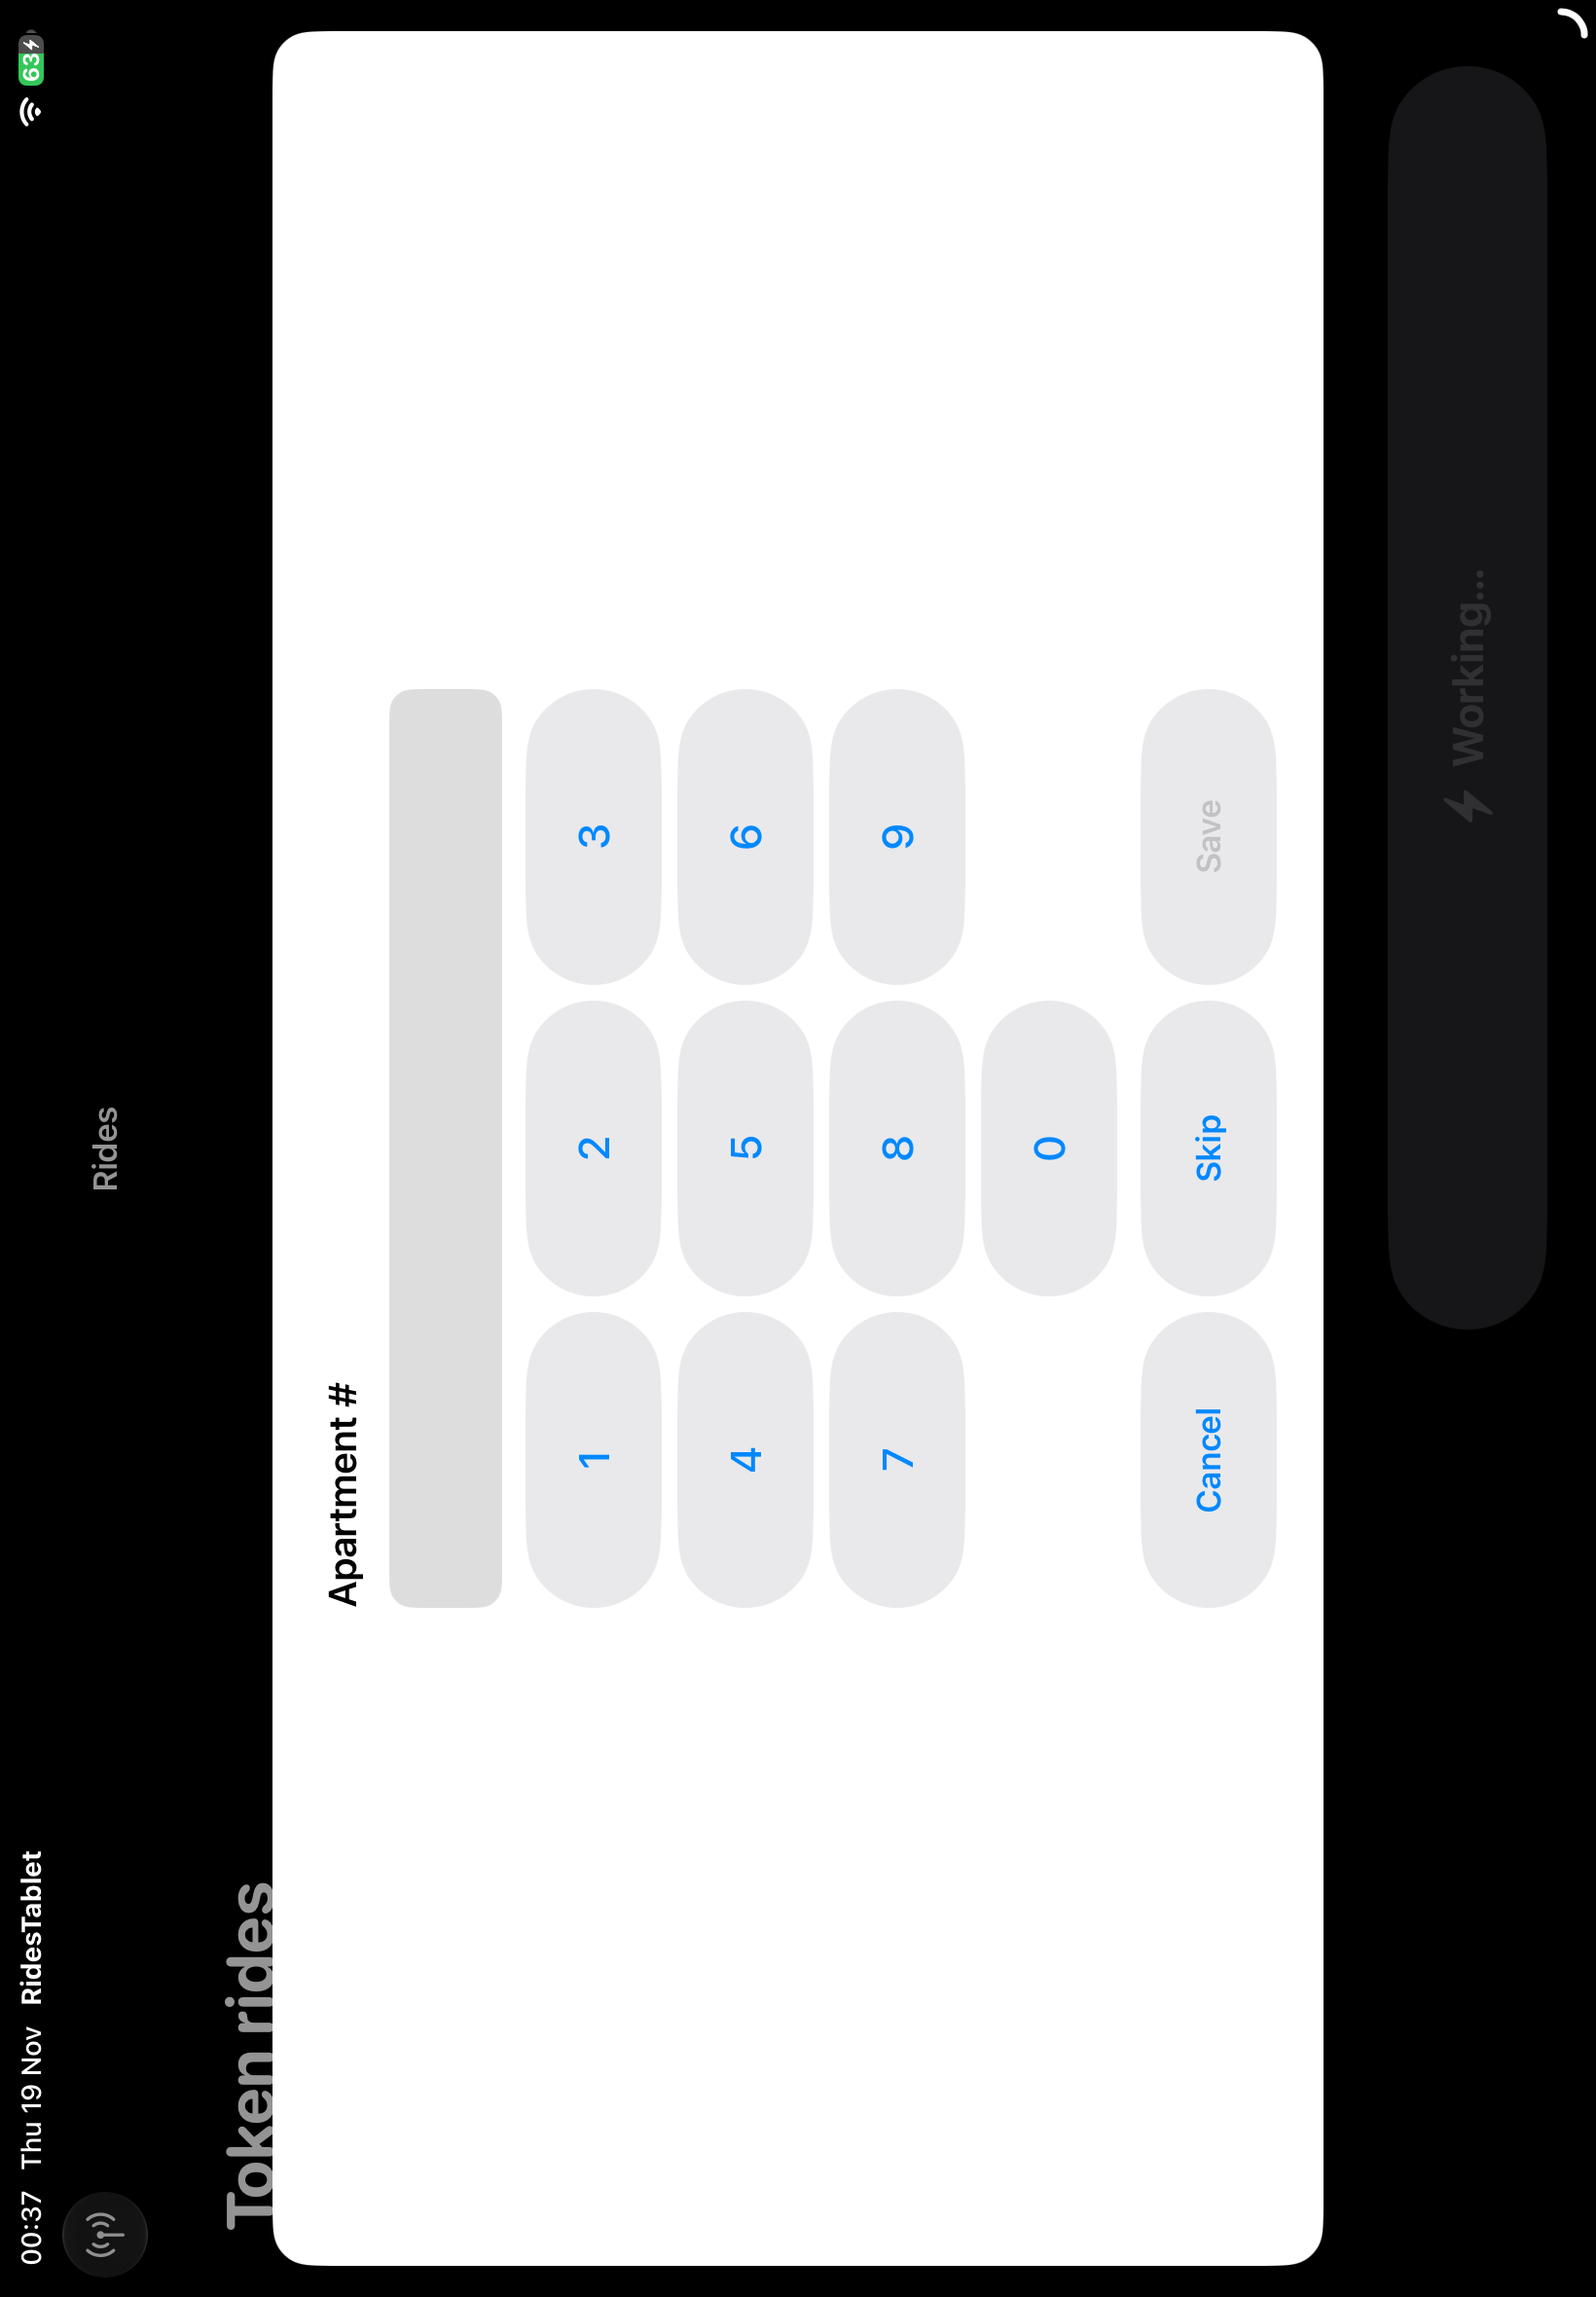 00:37 Thu 19 Nov RidesTablet
63
Rides
Token rides
Apartment #
1 2 3
4 5 6
7 8 9
0
Cancel Skip Save
Working...